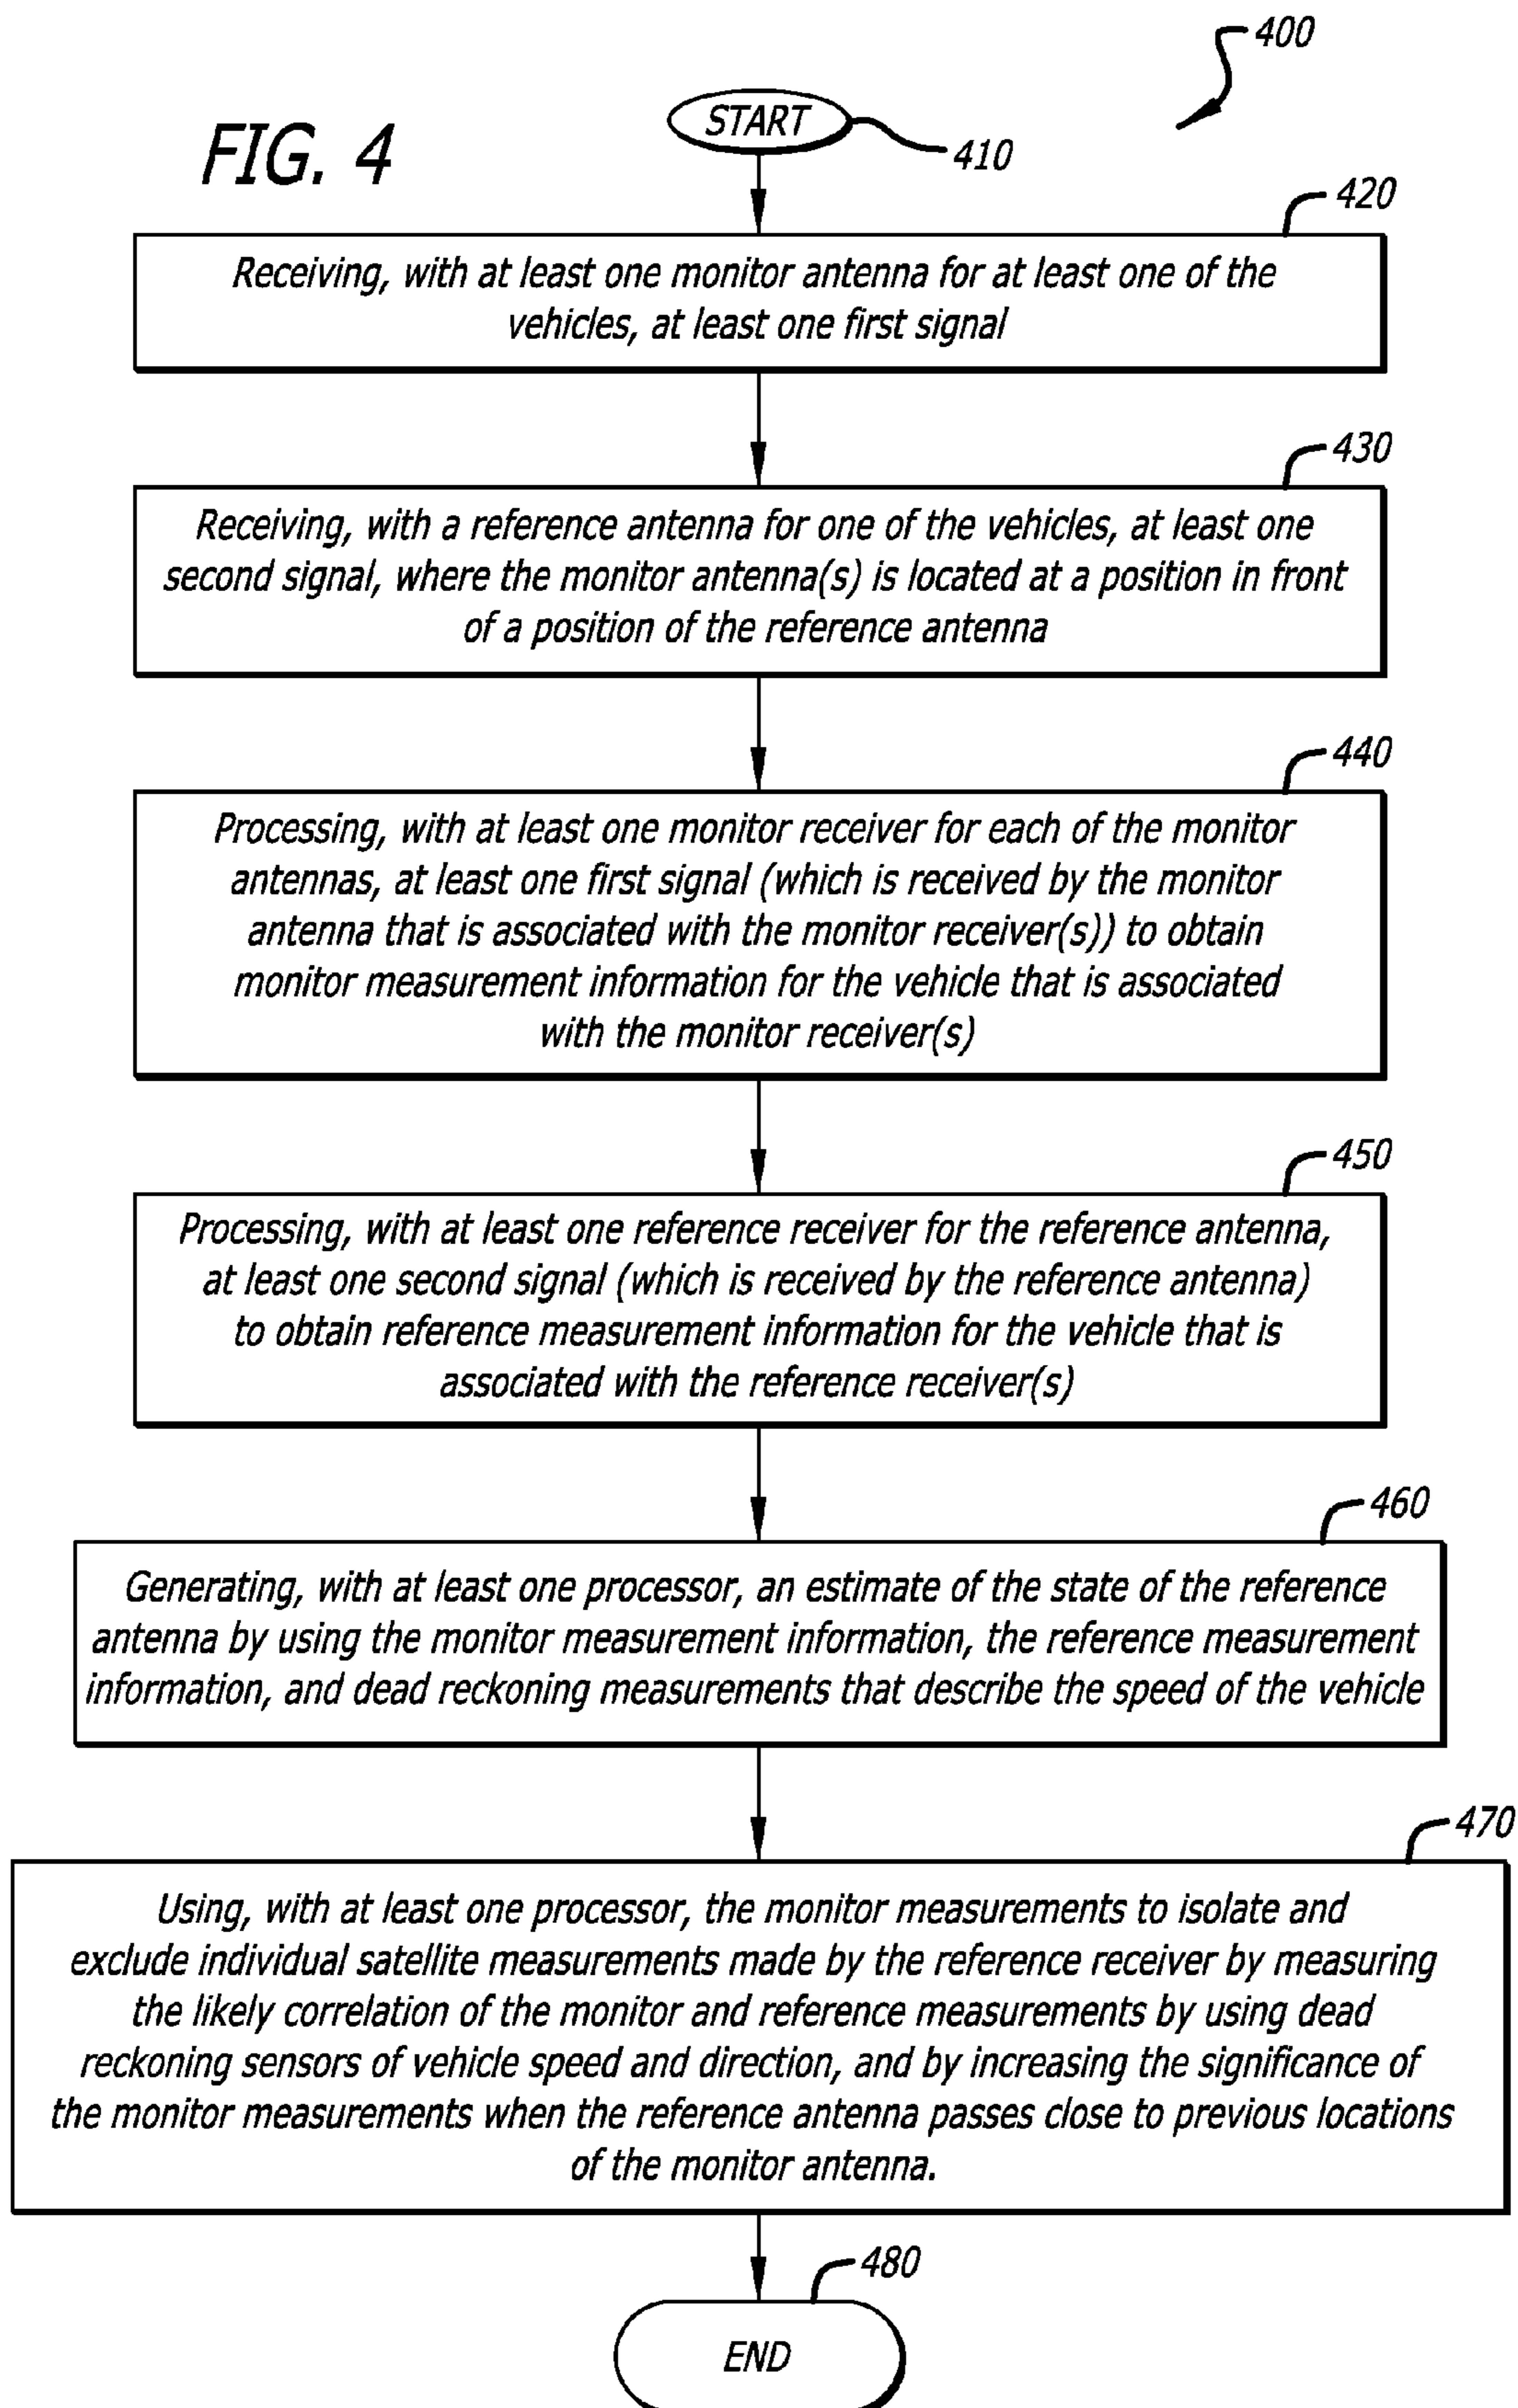 400
START
FIG. 4
410
420
Receiving, with at least one monitor antenna for at least one of the
vehicles, at least one first signal
430
Receiving, with a reference antenna for one of the vehicles, at least one
second signal, where the monitor antenna(s) is located at a position in front
of a position of the reference antenna
440
Processing, with at least one monitor receiver for each of the monitor
antennas, at least one first signal (which is received by the monitor
antenna that is associated with the monitor receiver(s)) to obtain
monitor measurement information for the vehicle that is associated
with the monitor receiver(s)
450
Processing, with at least one reference receiver for the reference antenna,
at least one second signal (which is received by the reference antenna)
to obtain reference measurement information for the vehicle that is
associated with the reference receiver(s)
460
Generating, with at least one processor, an estimate of the state of the reference
antenna by using the monitor measurement information, the reference measurement
information, and dead reckoning measurements that describe the speed of the vehicle
470
Using, with at least one processor, the monitor measurements to isolate and
exclude individual satellite measurements made by the reference receiver by measuring
the likely correlation of the monitor and reference measurements by using dead
reckoning sensors of vehicle speed and direction, and by increasing the significance of
the monitor measurements when the reference antenna passes close to previous locations
of the monitor antenna.
480
END